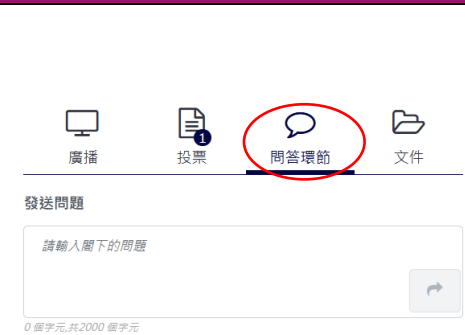 1
廣播 投票 問答環節 文件
發送問題
請輸入閣下的問題
0 個字元,共2000 個字元